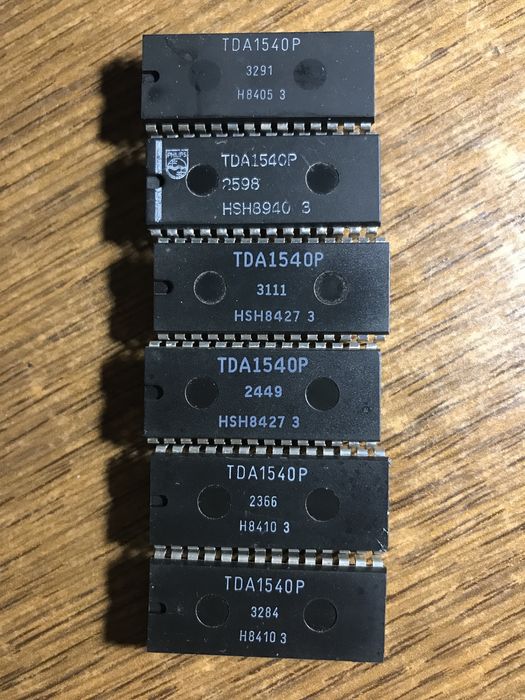 TDA1540P
3291
H8405 3
PHILIPS
TDA1540P
2598
HSH8940 3
TDA1540P
3111
HSH8427 3
TDA1540P
2449
HSH8427 3
TDA1540P
2366
H8410 3
TDA1540P
3284
H8410 3